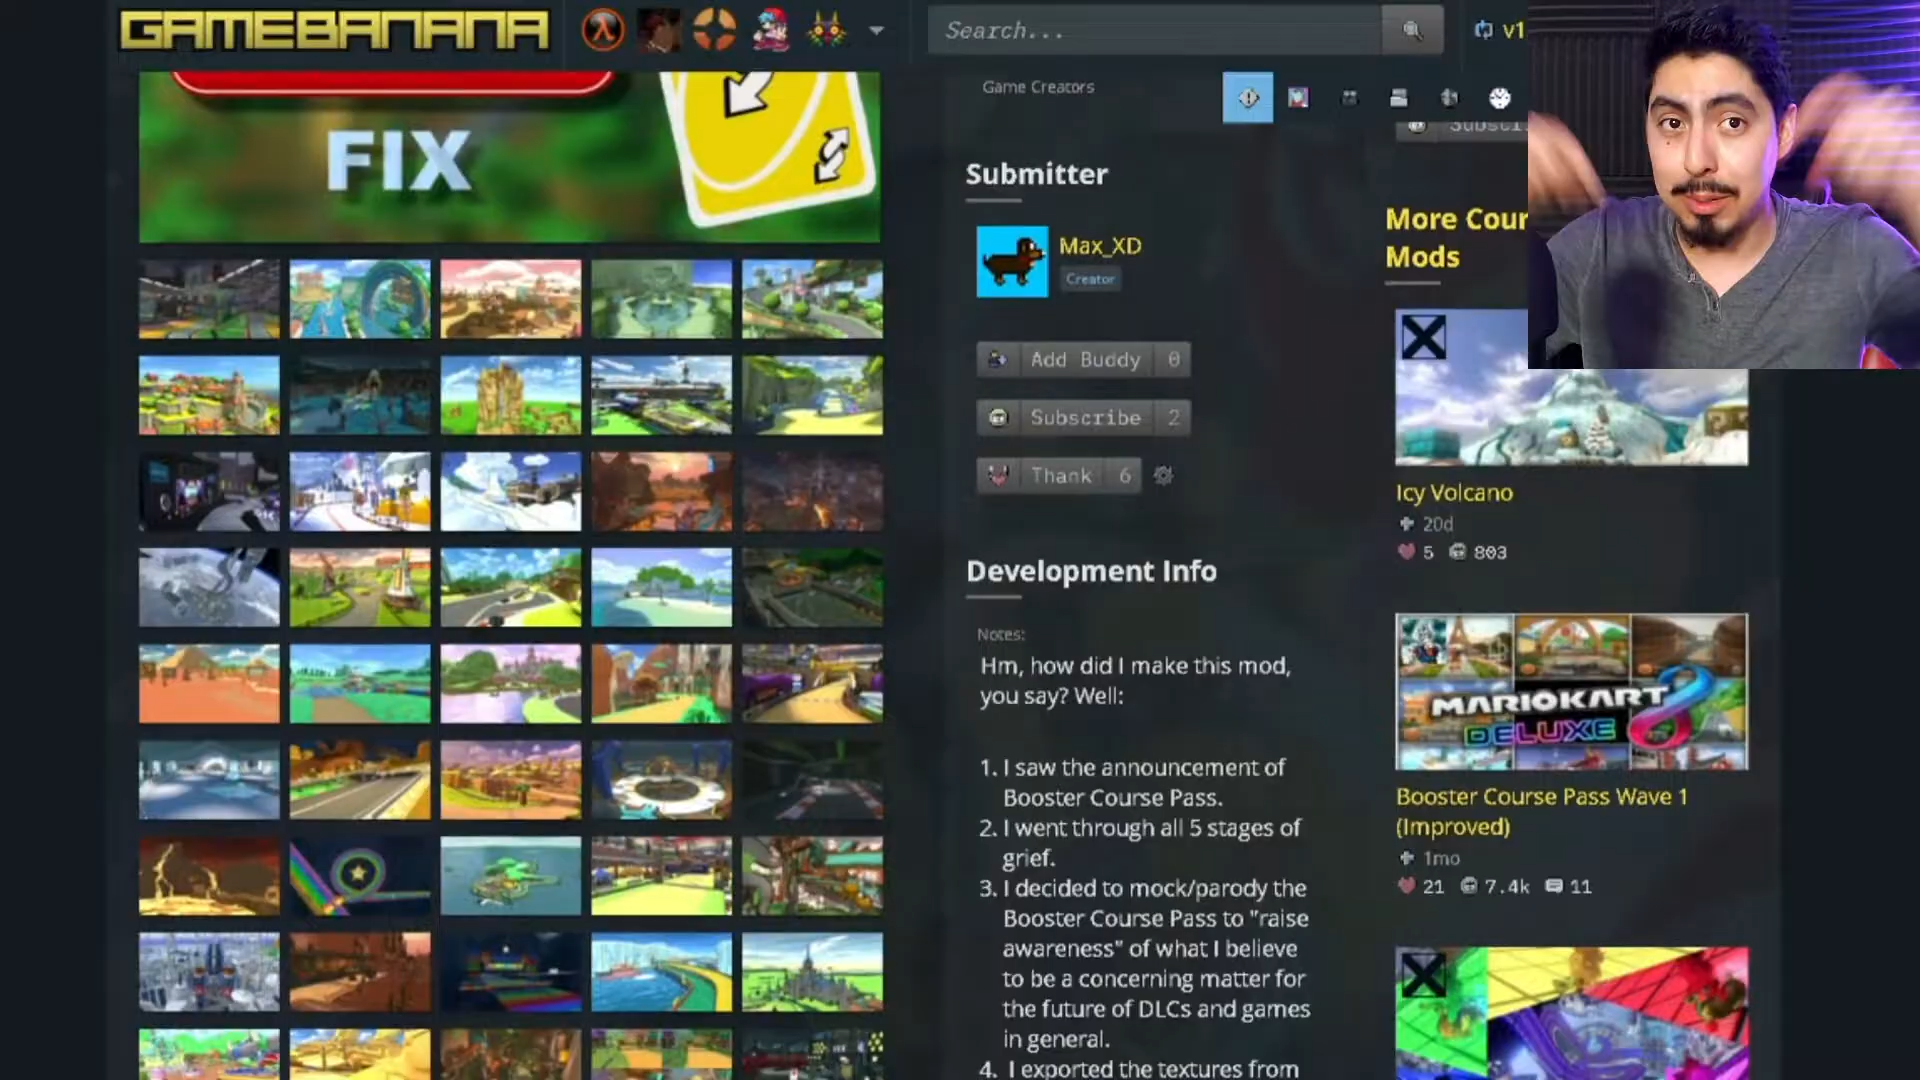 GAMEBANANA
Search...
v1
FIX
Game Creators
Submitter
Max_XD
Creator
Add Buddy 0
Subscribe 2
Thank 6
Development Info
Notes:
Hm, how did I make this mod,
you say? Well:
1. I saw the announcement of
Booster Course Pass.
2. I went through all 5 stages of
grief.
3. I decided to mock/parody the
Booster Course Pass to "raise
awareness" of what I believe
to be a concerning matter for
the future of DLCs and games
in general.
4. I exported the textures from
More Cour
Mods
Icy Volcano
20d
5 803
MARIOKART 8
DELUXE
Booster Course Pass Wave 1
(Improved)
1mo
21 7.4k 11